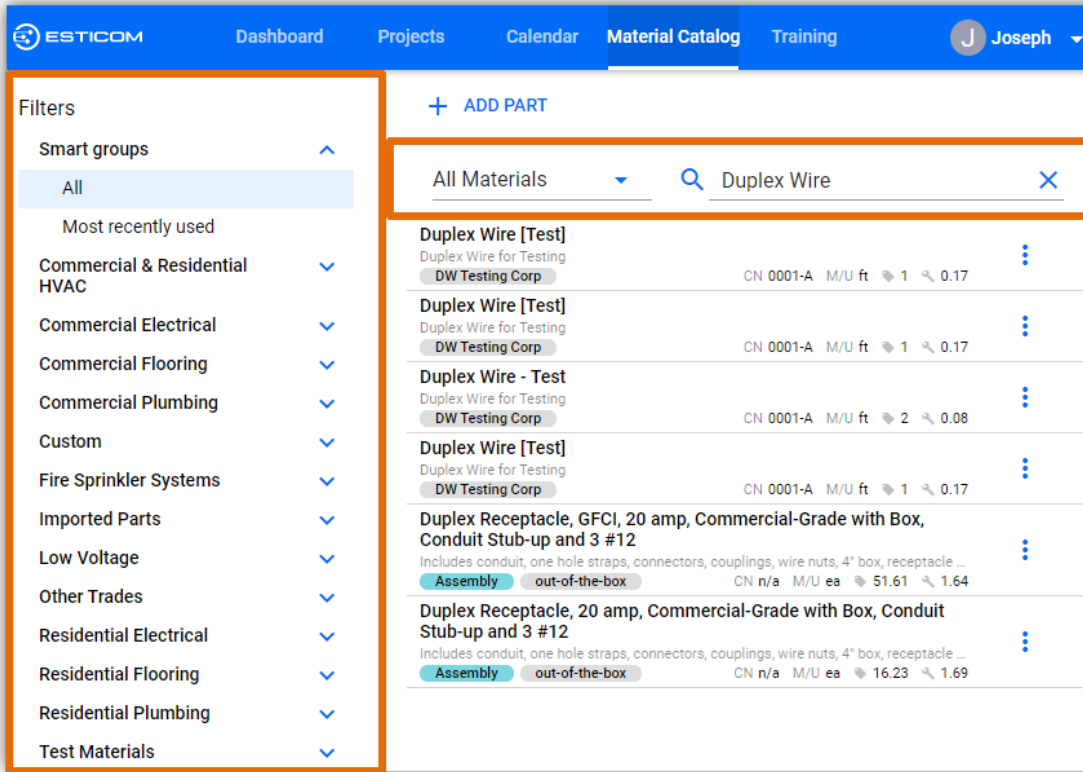 ESTICOM Dashboard Projects Calendar Material Catalog Training J Joseph
Filters
Smart groups
All
Most recently used
Commercial & Residential
HVAC
Commercial Electrical
Commercial Flooring
Commercial Plumbing
Custom
Fire Sprinkler Systems
Imported Parts
Low Voltage
Other Trades
Residential Electrical
Residential Flooring
Residential Plumbing
Test Materials
+ ADD PART
All Materials Duplex Wire
Duplex Wire [Test]
Duplex Wire for Testing
DW Testing Corp CN 0001-A M/U ft 1 0.17
Duplex Wire [Test]
Duplex Wire for Testing
DW Testing Corp CN 0001-A M/U ft 1 0.17
Duplex Wire - Test
Duplex Wire for Testing
DW Testing Corp CN 0001-A M/U ft 2 0.08
Duplex Wire [Test]
Duplex Wire for Testing
DW Testing Corp CN 0001-A M/U ft 1 0.17
Duplex Receptacle, GFCI, 20 amp, Commercial-Grade with Box,
Conduit Stub-up and 3 #12
Includes conduit, one hole straps, connectors, couplings, wire nuts, 4" box, receptacle ...
Assembly out-of-the-box CN n/a M/U ea 51.61 1.64
Duplex Receptacle, 20 amp, Commercial-Grade with Box, Conduit
Stub-up and 3 #12
Includes conduit, one hole straps, connectors, couplings, wire nuts, 4" box, receptacle ...
Assembly out-of-the-box CN n/a M/U ea 16.23 1.69